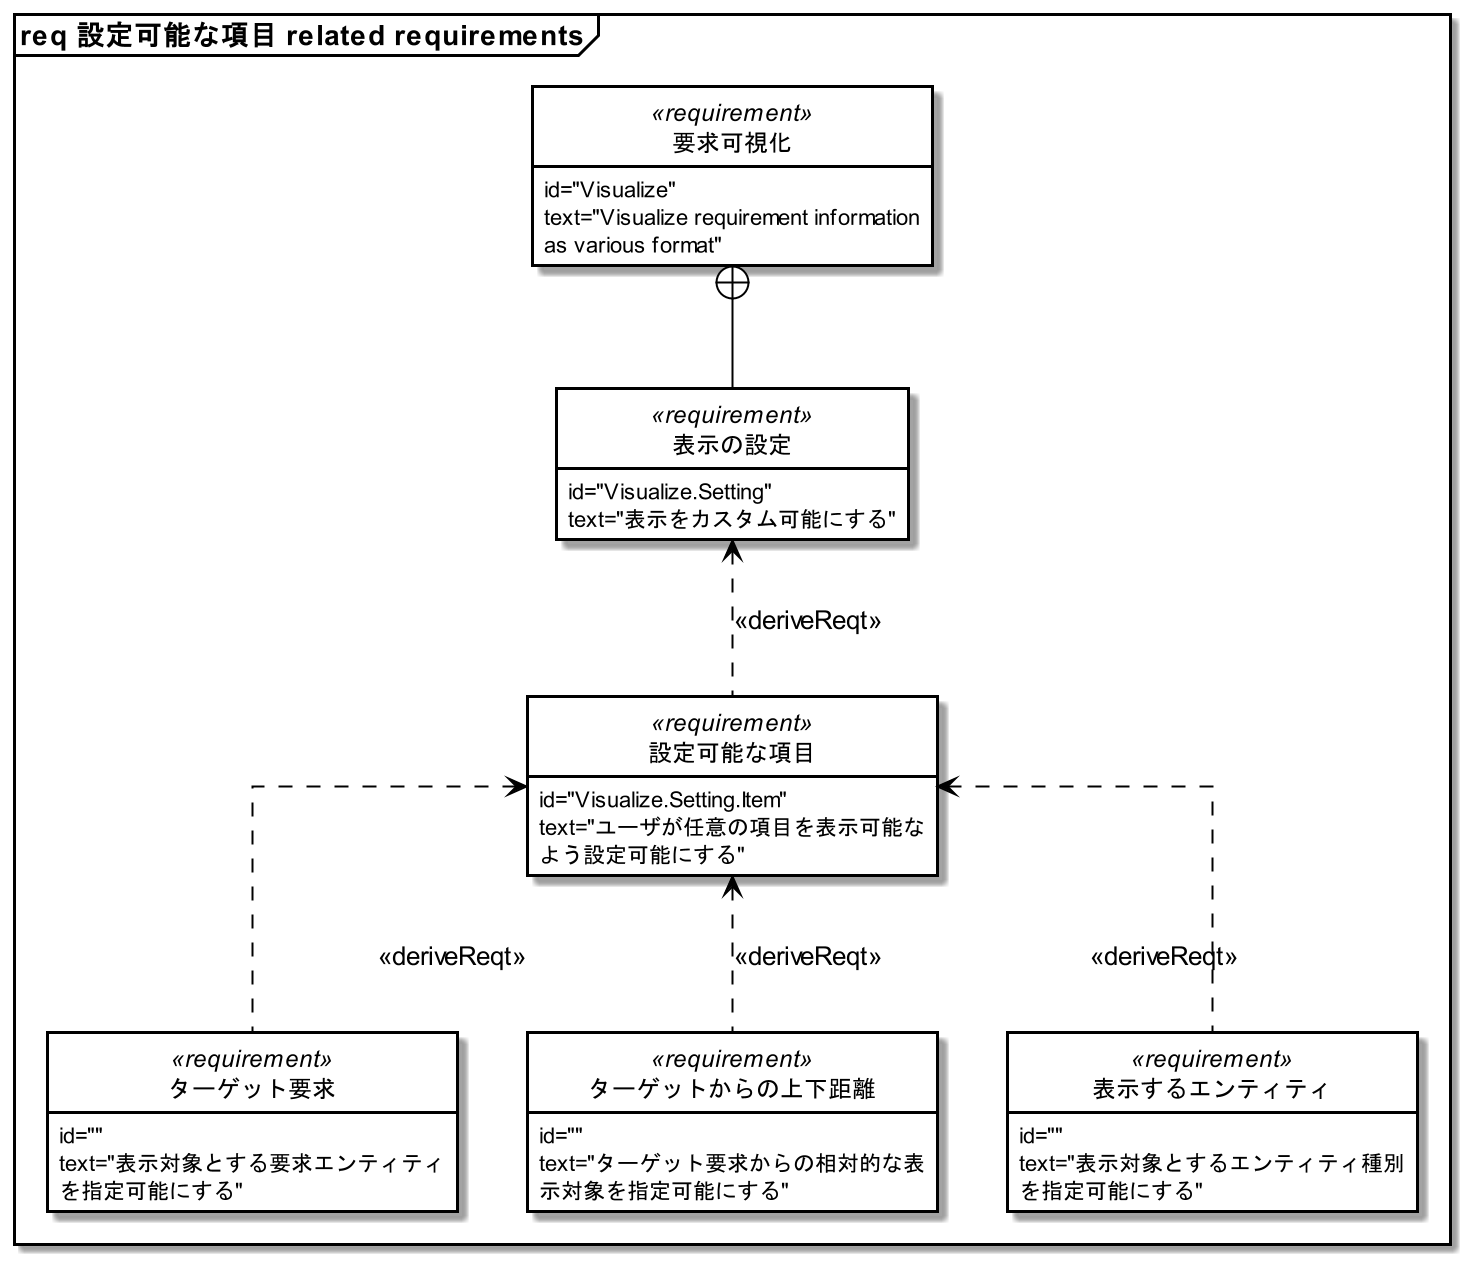 req 設定可能な項目 related requirements
«requirement»
要求可視化
id="Visualize"
text="Visualize requirement information
as various format"
«requirement»
表示の設定
id="Visualize.Setting"
text="表示をカスタム可能にする"
«deriveReqt»
«requirement»
設定可能な項目
id="Visualize.Setting.Item"
text="ユーザが任意の項目を表示可能な
よう設定可能にする"
«deriveReqt»
«deriveReqt»
«deriveReqt»
«requirement»
ターゲット要求
id=""
text="表示対象とする要求エンティティ
を指定可能にする"
«requirement»
ターゲットからの上下距離
id=""
text="ターゲット要求からの相対的な表
示対象を指定可能にする"
«requirement»
表示するエンティティ
id=""
text="表示対象とするエンティティ種別
を指定可能にする"